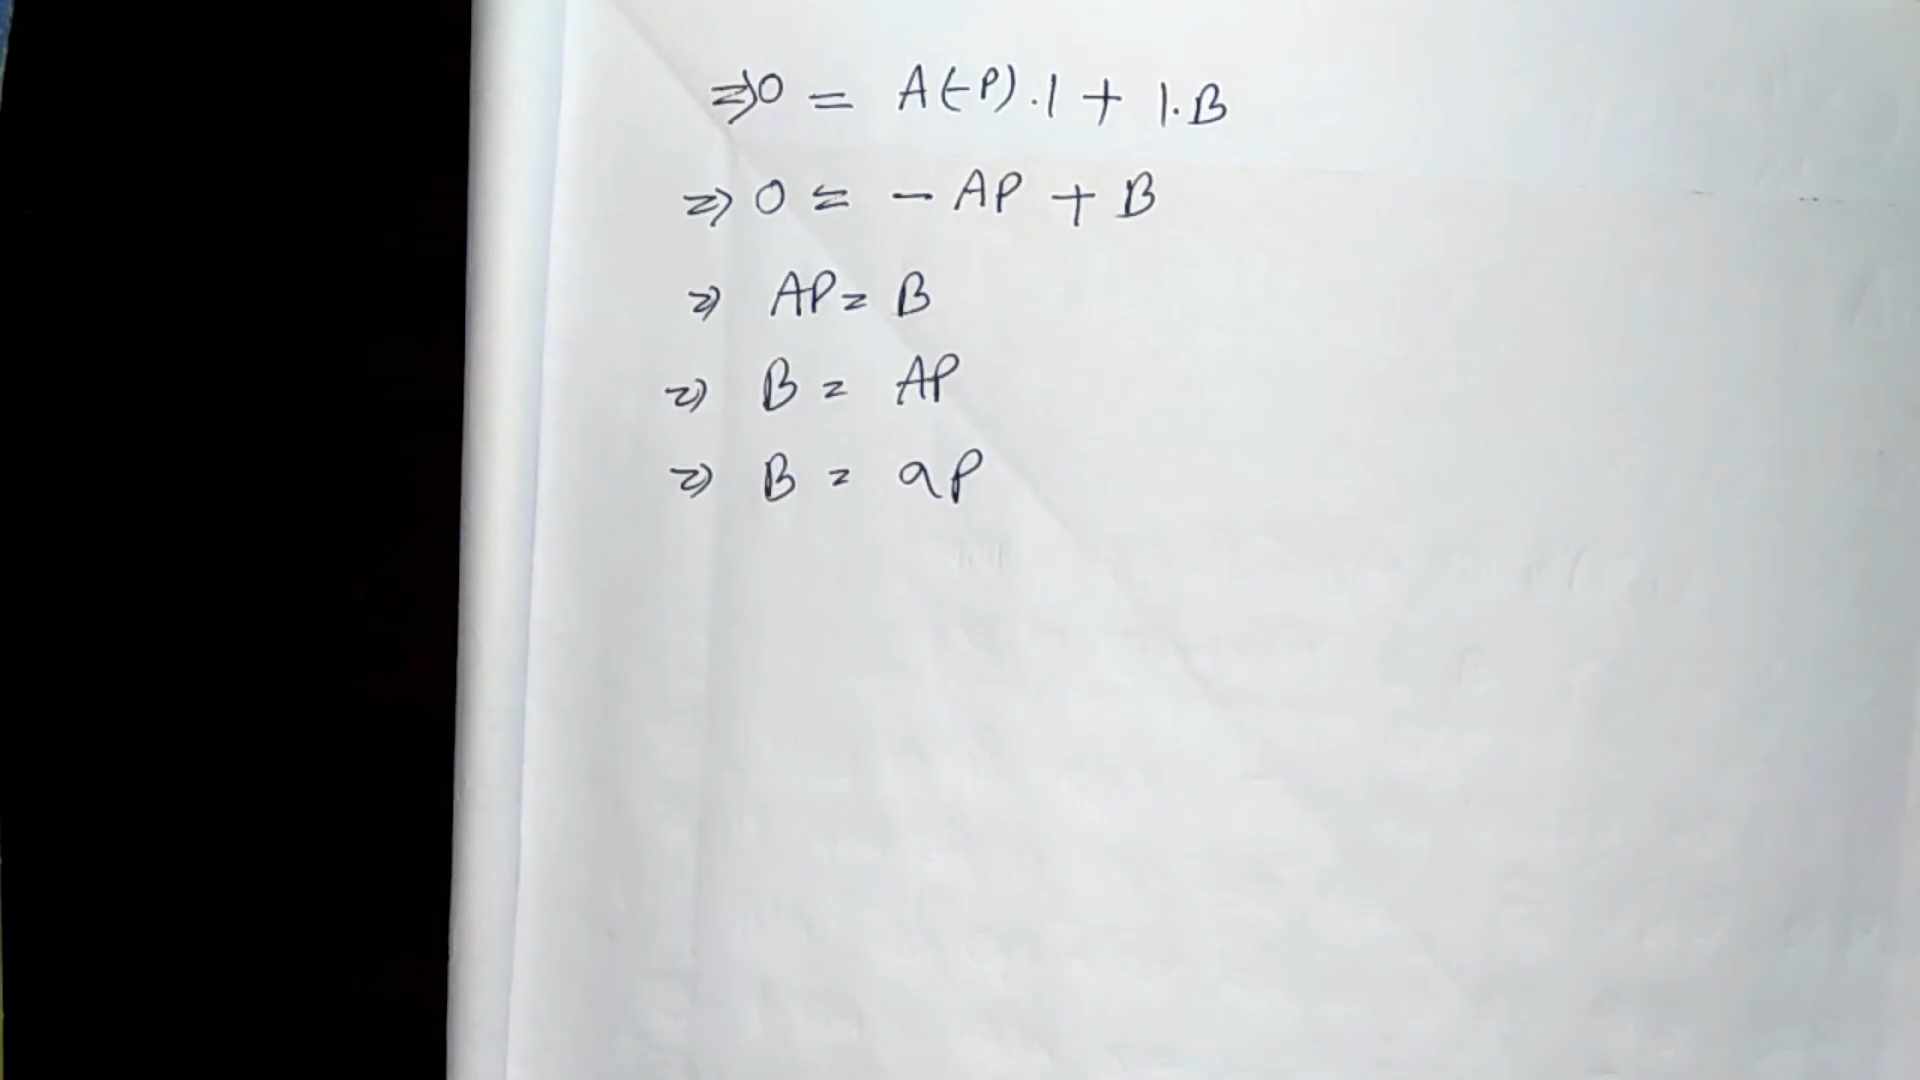 ⇒ 0 = A(-P).1 + 1.B
⇒ 0 = - AP + B
⇒ AP = B
⇒ B = AP
⇒ B = aP